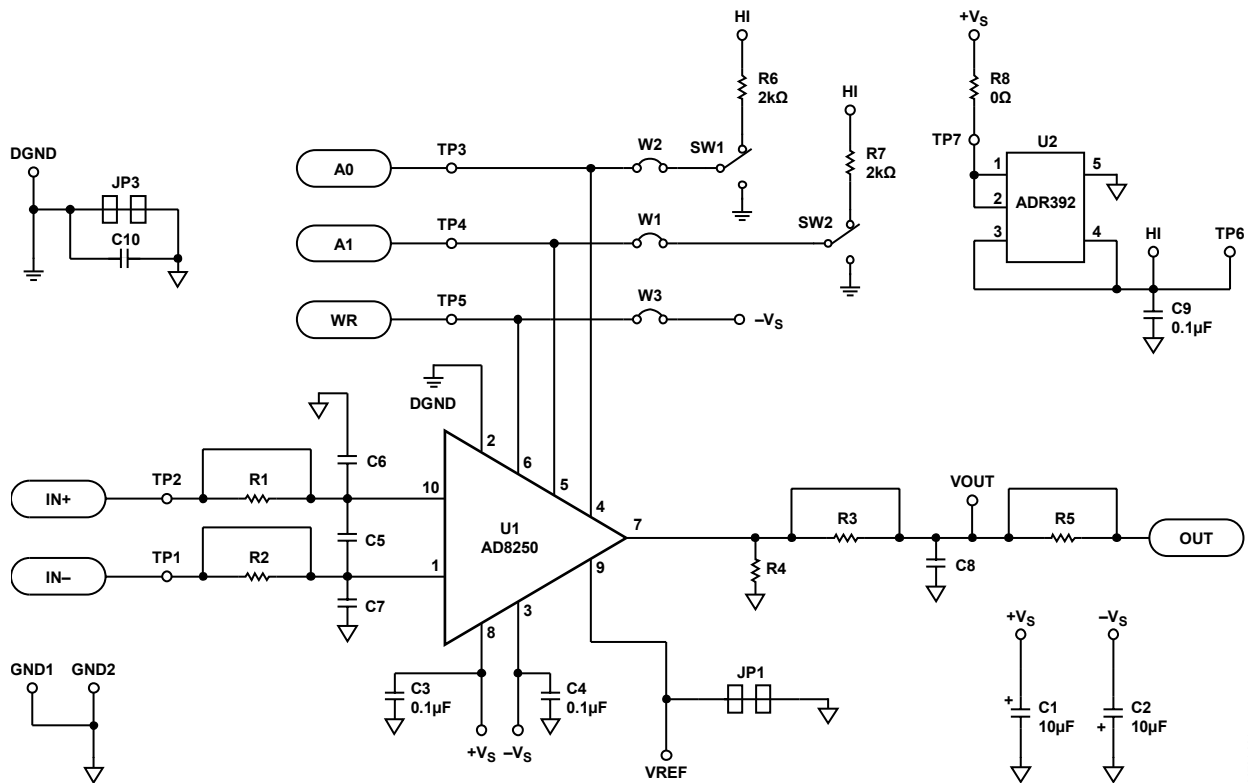 HI
+VS
R6
2kΩ
HI
R8
0Ω
DGND
TP7
U2
A0
TP3
W2
SW1
R7
2kΩ
JP3
1
5
ADR392
2
A1
TP4
W1
SW2
C10
3
4
HI
TP6
WR
TP5
W3
–VS
C9
0.1µF
DGND
2
C6
6
IN+
TP2
R1
10
5
4
VOUT
C5
U1
AD8250
7
R3
R5
OUT
IN–
TP1
R2
1
9
R4
C8
C7
3
8
+VS
–VS
GND1
GND2
C3
0.1µF
C4
0.1µF
JP1
C1
10µF
C2
10µF
+
+
+VS
–VS
VREF